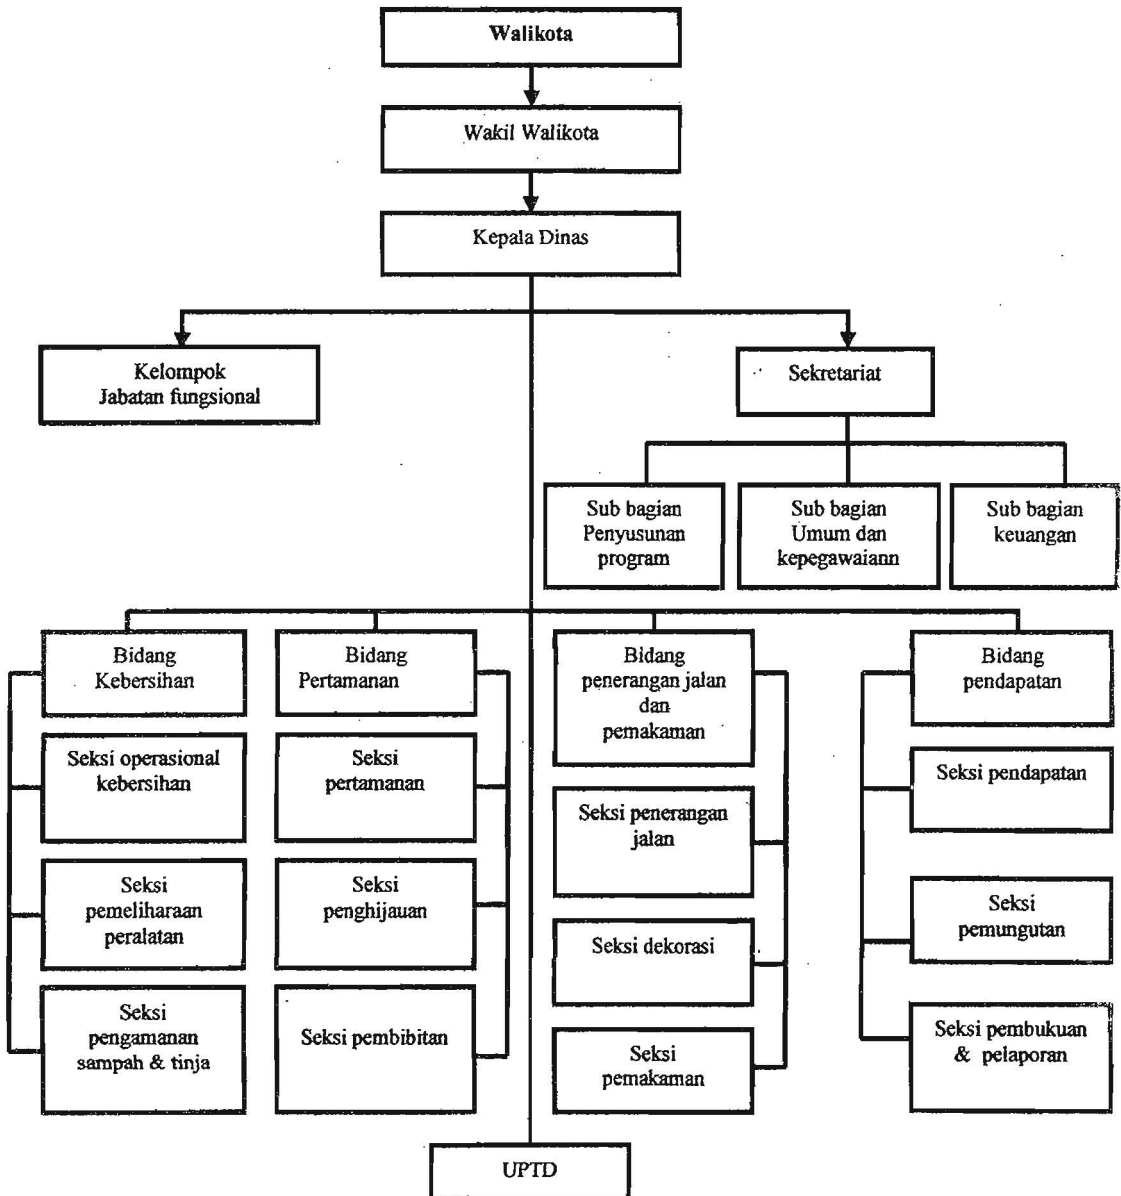 Walikota
Wakil Walikota
Kepala Dinas
Kelompok
Jabatan fungsional
Sekretariat
Sub bagian
Penyusunan
program
Sub bagian
Umum dan
kepegawaiann
Sub bagian
keuangan
Bidang
Kebersihan
Seksi operasional
kebersihan
Seksi
pemeliharaan
peralatan
Seksi
pengamanan
sampah & tinja
Bidang
Pertamanan
Seksi
pertamanan
Seksi
penghijauan
Seksi pembibitan
Bidang
penerangan jalan
dan
pemakaman
Seksi penerangan
jalan
Seksi dekorasi
Seksi
pemakaman
Bidang
pendapatan
Seksi pendapatan
Seksi
pemungutan
Seksi pembukuan
& pelaporan
UPTD